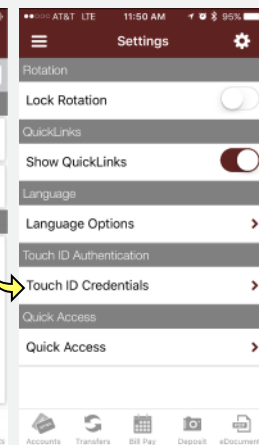 AT&T LTE 11:50 AM 95%
Settings
Rotation
Lock Rotation
QuickLinks
Show QuickLinks
Language
Language Options
Touch ID Authentication
Touch ID Credentials
Quick Access
Quick Access
Accounts Transfers Bill Pay Deposit eDocument